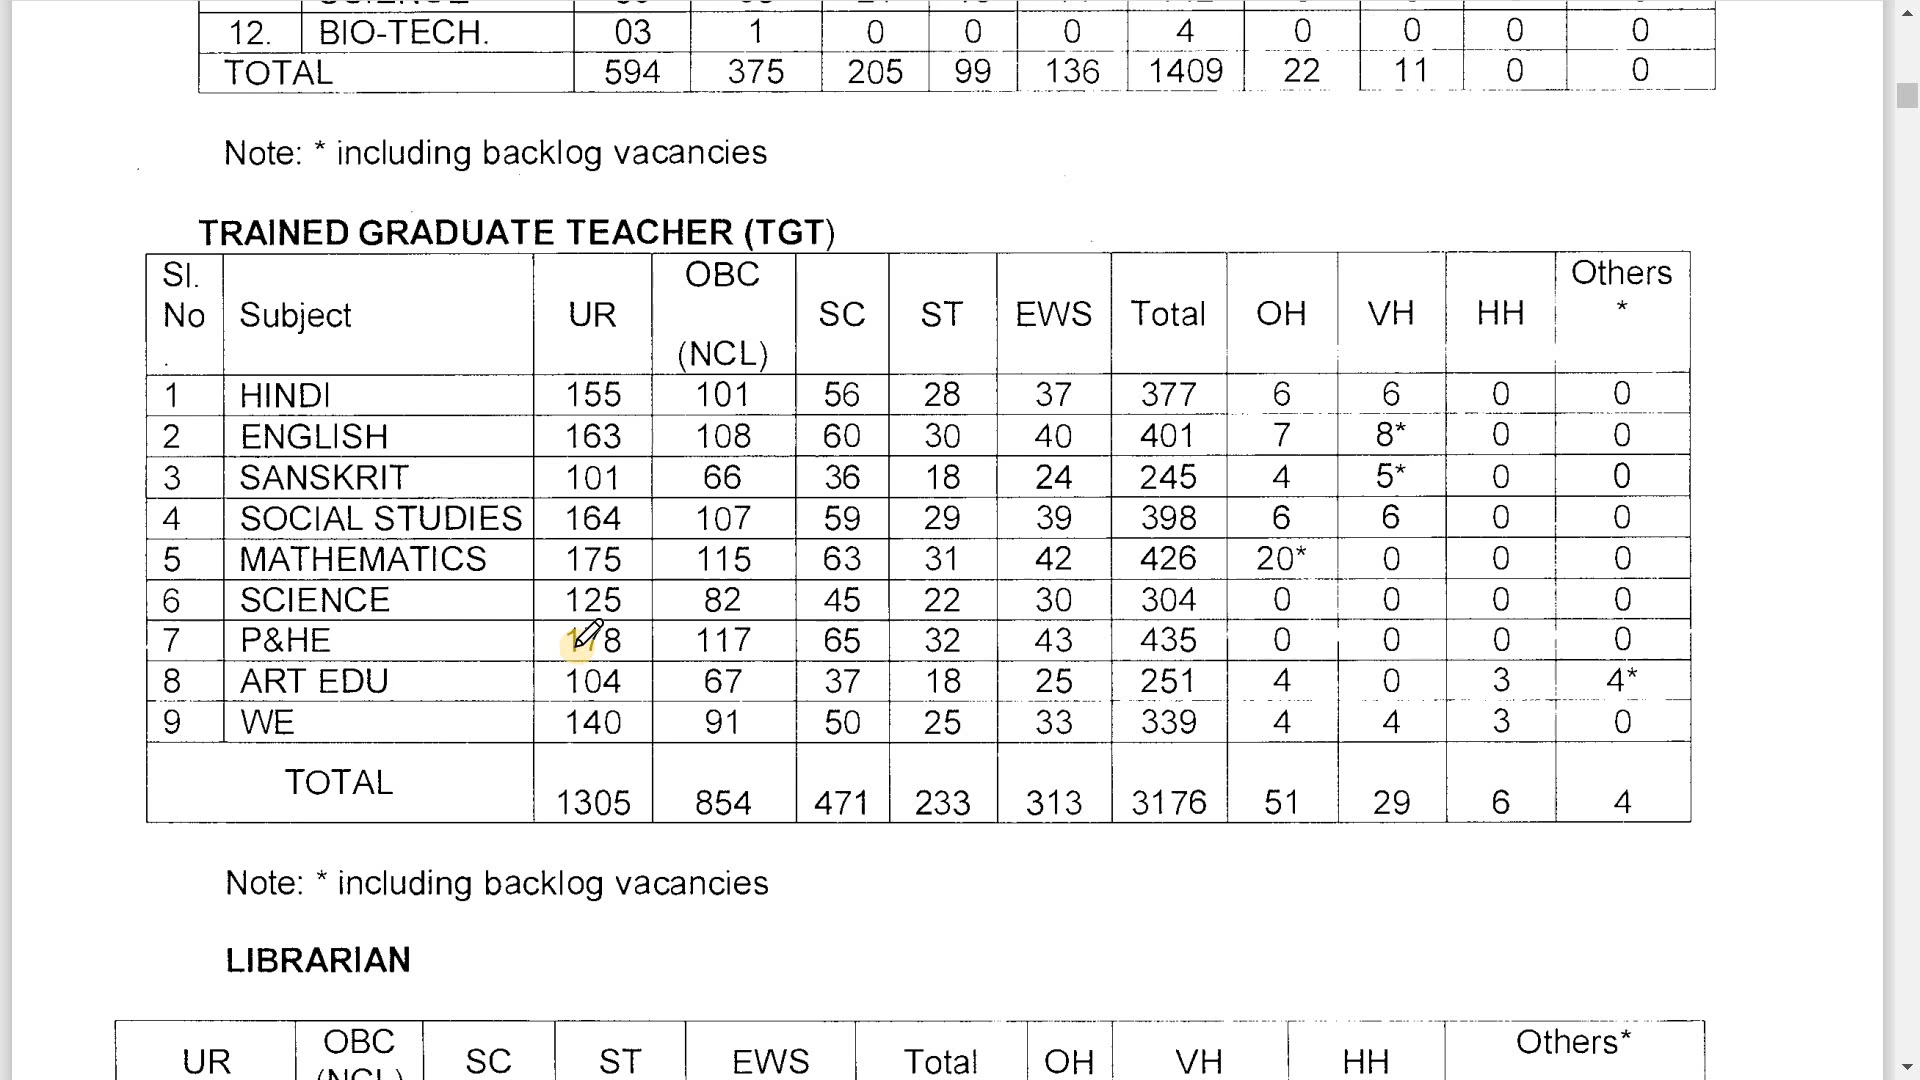 12. BIO-TECH. 03 1 0 0 0 4 0 0 0 0
TOTAL 594 375 205 99 136 1409 22 11 0 0
Note: * including backlog vacancies
TRAINED GRADUATE TEACHER (TGT)
Sl. No . Subject UR OBC (NCL) SC ST EWS Total OH VH HH Others *
1 HINDI 155 101 56 28 37 377 6 6 0 0
2 ENGLISH 163 108 60 30 40 401 7 8* 0 0
3 SANSKRIT 101 66 36 18 24 245 4 5* 0 0
4 SOCIAL STUDIES 164 107 59 29 39 398 6 6 0 0
5 MATHEMATICS 175 115 63 31 42 426 20* 0 0 0
6 SCIENCE 125 82 45 22 30 304 0 0 0 0
7 P&HE 178 117 65 32 43 435 0 0 0 0
8 ART EDU 104 67 37 18 25 251 4 0 3 4*
9 WE 140 91 50 25 33 339 4 4 3 0
TOTAL 1305 854 471 233 313 3176 51 29 6 4
Note: * including backlog vacancies
LIBRARIAN
UR OBC (NCL) SC ST EWS Total OH VH HH Others*